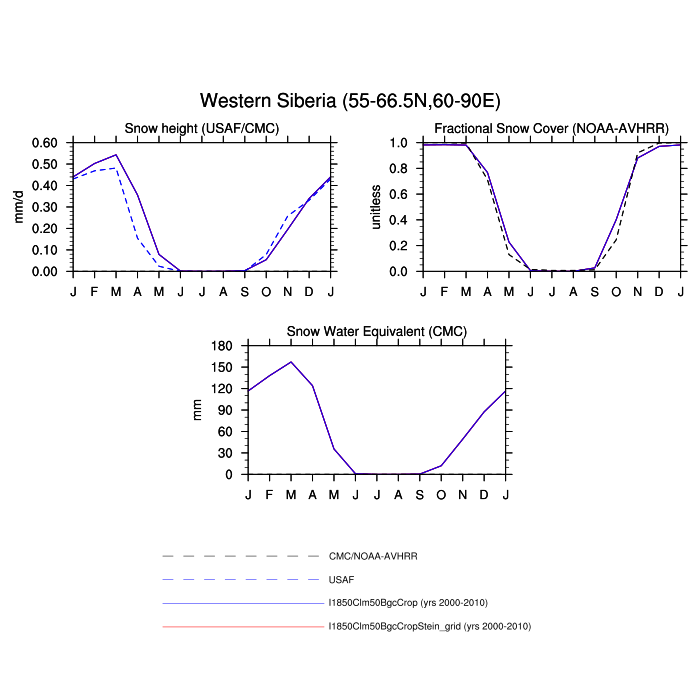 Western Siberia (55-66.5N,60-90E)
Snow height (USAF/CMC)
0.60
0.50
0.40
0.30
0.20
0.10
0.00
mm/d
J F M A M J J A S O N D J
Fractional Snow Cover (NOAA-AVHRR)
1.0
0.8
0.6
0.4
0.2
0.0
unitless
J F M A M J J A S O N D J
Snow Water Equivalent (CMC)
180
150
120
90
60
30
0
mm
J F M A M J J A S O N D J
CMC/NOAA-AVHRR
USAF
I1850Clm50BgcCrop (yrs 2000-2010)
I1850Clm50BgcCropStein_grid (yrs 2000-2010)